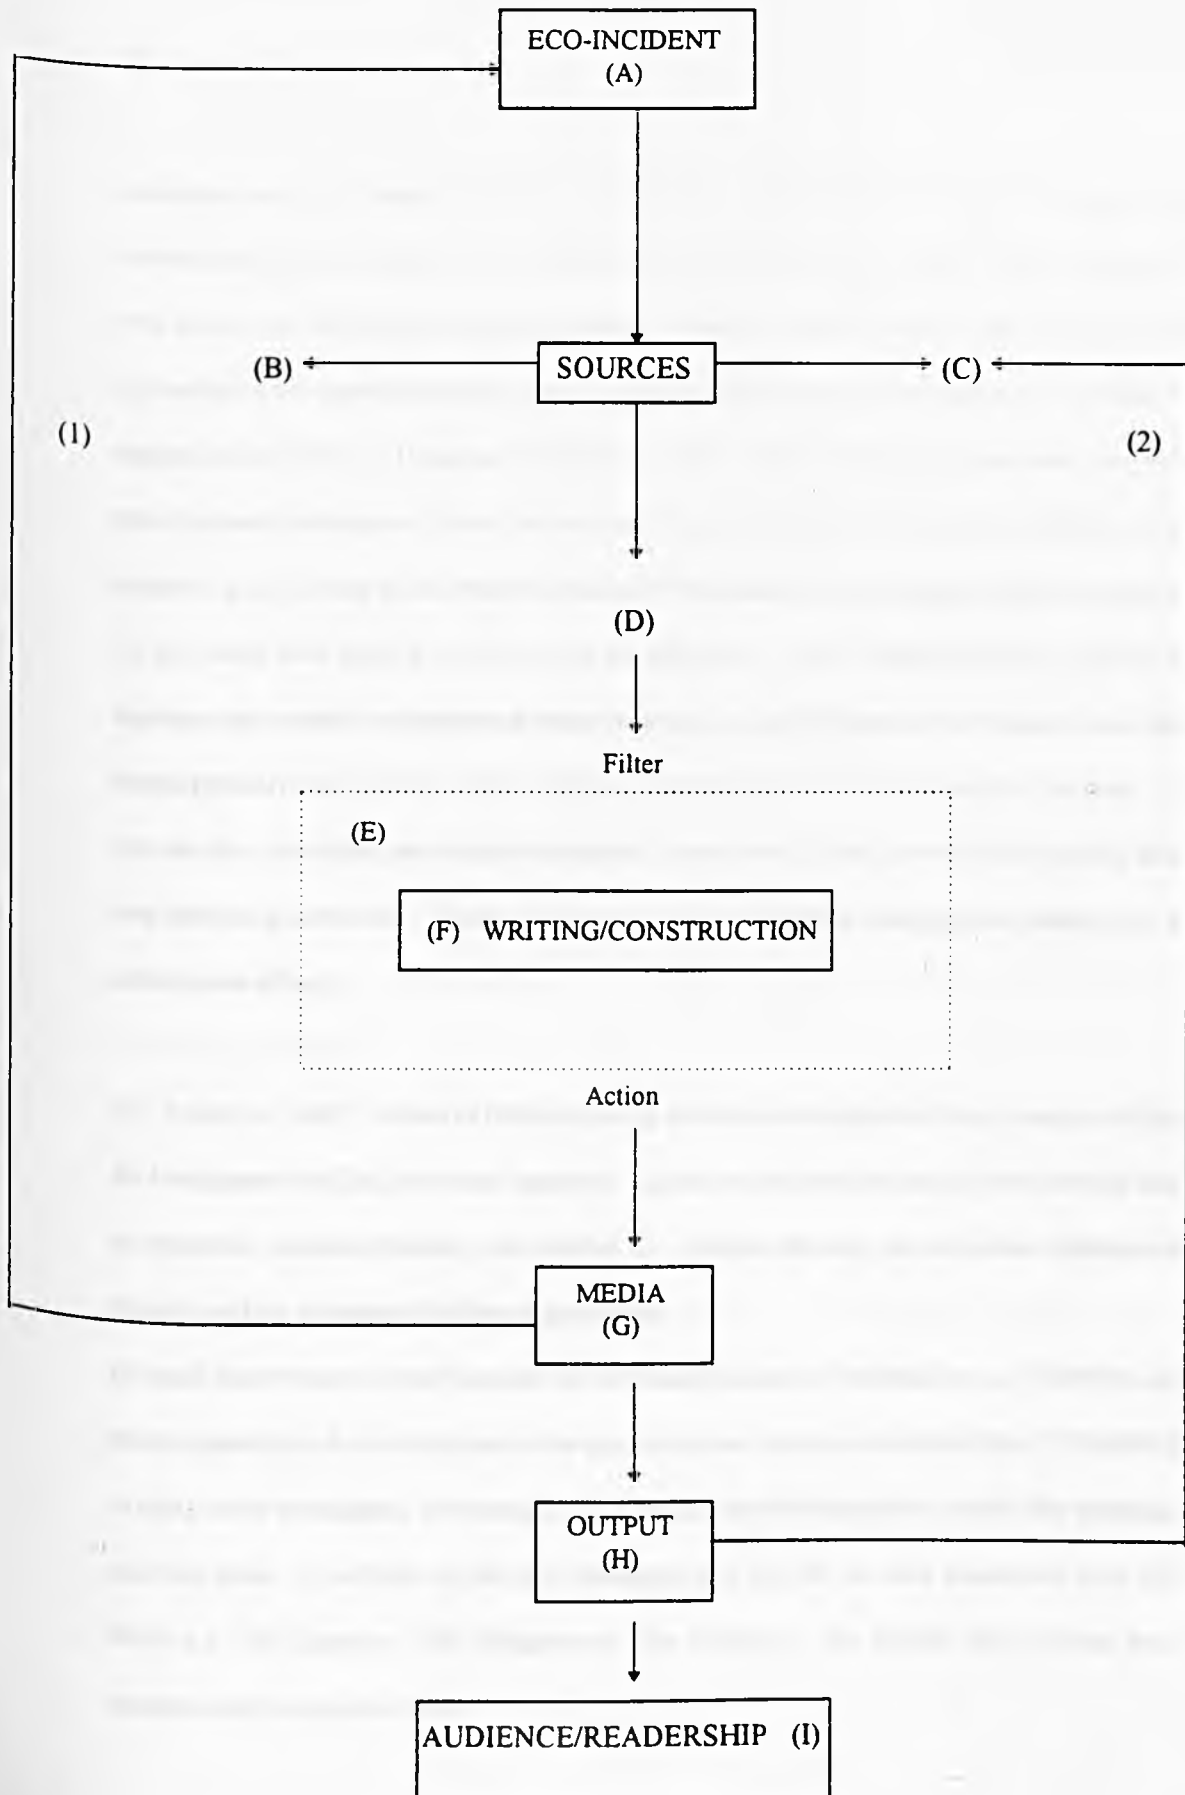 ECO-INCIDENT
(A)
(B)
SOURCES
(C)
(1)
(2)
(D)
Filter
(E)
(F) WRITING/CONSTRUCTION
Action
MEDIA
(G)
OUTPUT
(H)
AUDIENCE/READERSHIP (I)